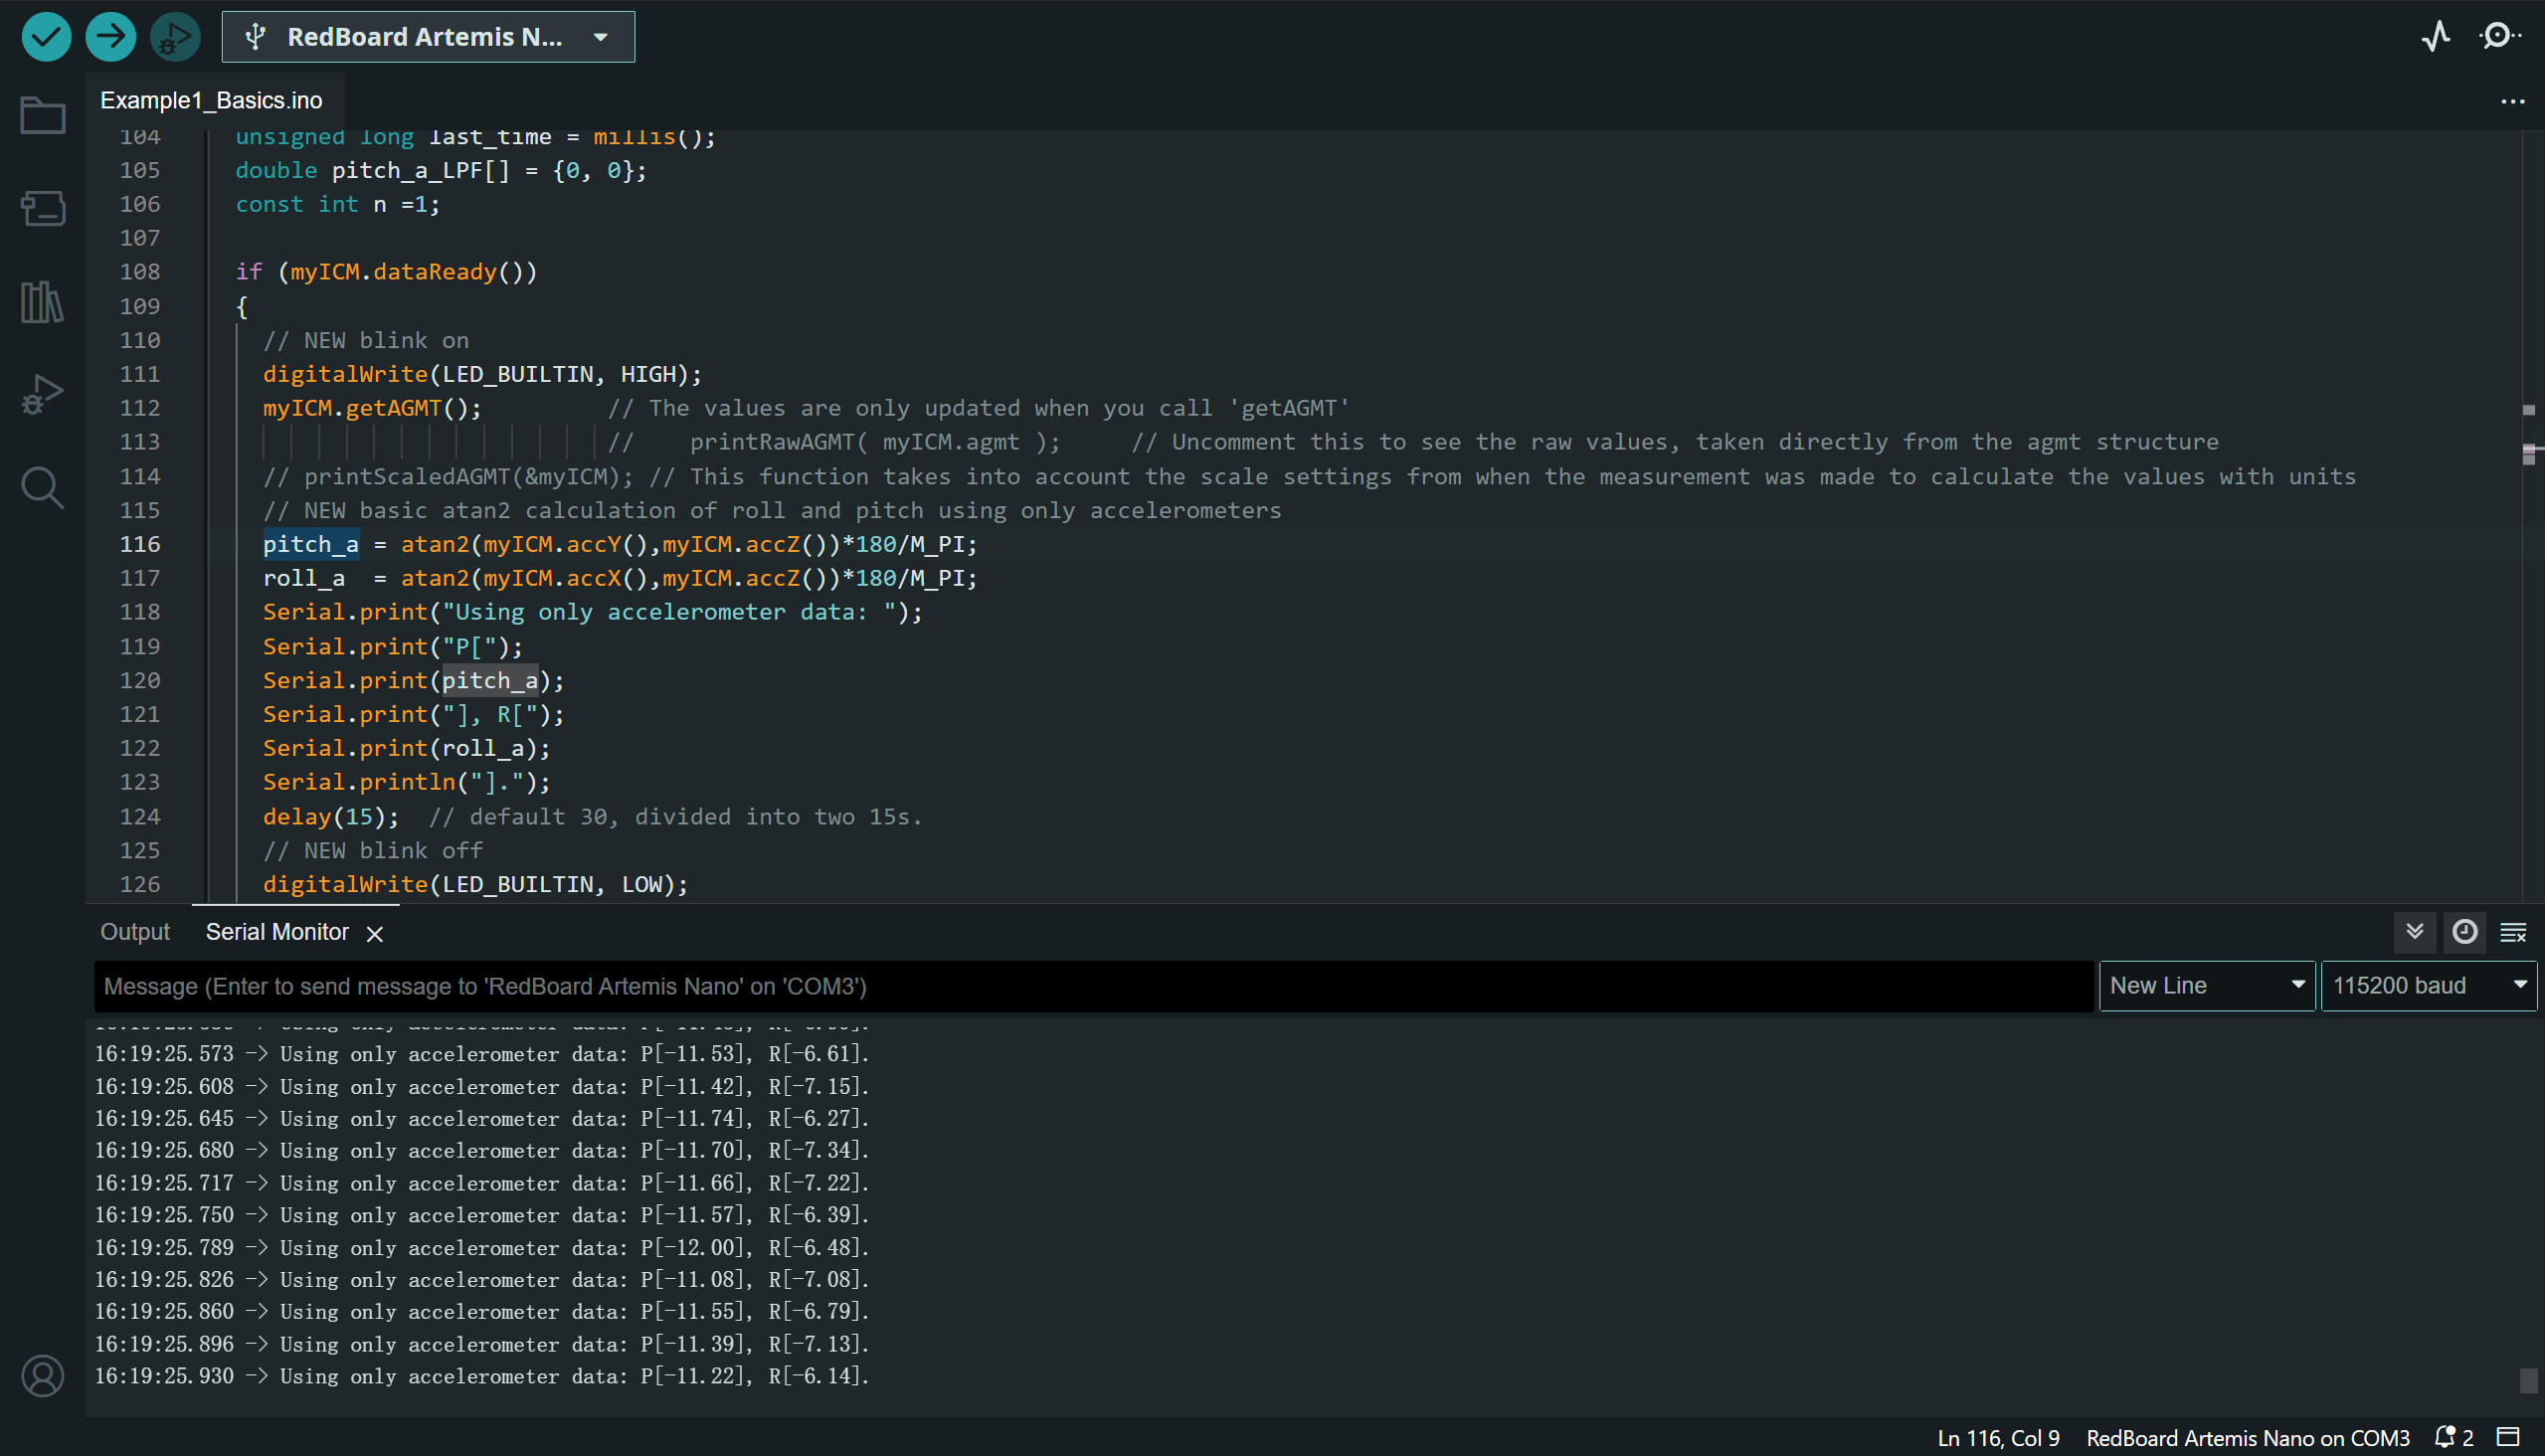 RedBoard Artemis N...
Example1_Basics.ino
104 unsigned long last_time = millis();
105 double pitch_a_LPF[] = {0, 0};
106 const int n =1;
107
108 if (myICM.dataReady())
109 {
110 // NEW blink on
111 digitalWrite(LED_BUILTIN, HIGH);
112 myICM.getAGMT(); // The values are only updated when you call 'getAGMT'
113 // printRawAGMT( myICM.agmt ); // Uncomment this to see the raw values, taken directly from the agmt structure
114 // printScaledAGMT(&myICM); // This function takes into account the scale settings from when the measurement was made to calculate the values with units
115 // NEW basic atan2 calculation of roll and pitch using only accelerometers
116 pitch_a = atan2(myICM.accY(),myICM.accZ())*180/M_PI;
117 roll_a = atan2(myICM.accX(),myICM.accZ())*180/M_PI;
118 Serial.print("Using only accelerometer data: ");
119 Serial.print("P[");
120 Serial.print(pitch_a);
121 Serial.print("], R[");
122 Serial.print(roll_a);
123 Serial.println("].");
124 delay(15); // default 30, divided into two 15s.
125 // NEW blink off
126 digitalWrite(LED_BUILTIN, LOW);
Output Serial Monitor
Message (Enter to send message to 'RedBoard Artemis Nano' on 'COM3') New Line 115200 baud
Using only accelerometer data:
16:19:25.573 -> Using only accelerometer data: P[-11.53], R[-6.61].
16:19:25.608 -> Using only accelerometer data: P[-11.42], R[-7.15].
16:19:25.645 -> Using only accelerometer data: P[-11.74], R[-6.27].
16:19:25.680 -> Using only accelerometer data: P[-11.70], R[-7.34].
16:19:25.717 -> Using only accelerometer data: P[-11.66], R[-7.22].
16:19:25.750 -> Using only accelerometer data: P[-11.57], R[-6.39].
16:19:25.789 -> Using only accelerometer data: P[-12.00], R[-6.48].
16:19:25.826 -> Using only accelerometer data: P[-11.08], R[-7.08].
16:19:25.860 -> Using only accelerometer data: P[-11.55], R[-6.79].
16:19:25.896 -> Using only accelerometer data: P[-11.39], R[-7.13].
16:19:25.930 -> Using only accelerometer data: P[-11.22], R[-6.14].
Ln 116, Col 9 RedBoard Artemis Nano on COM3 2